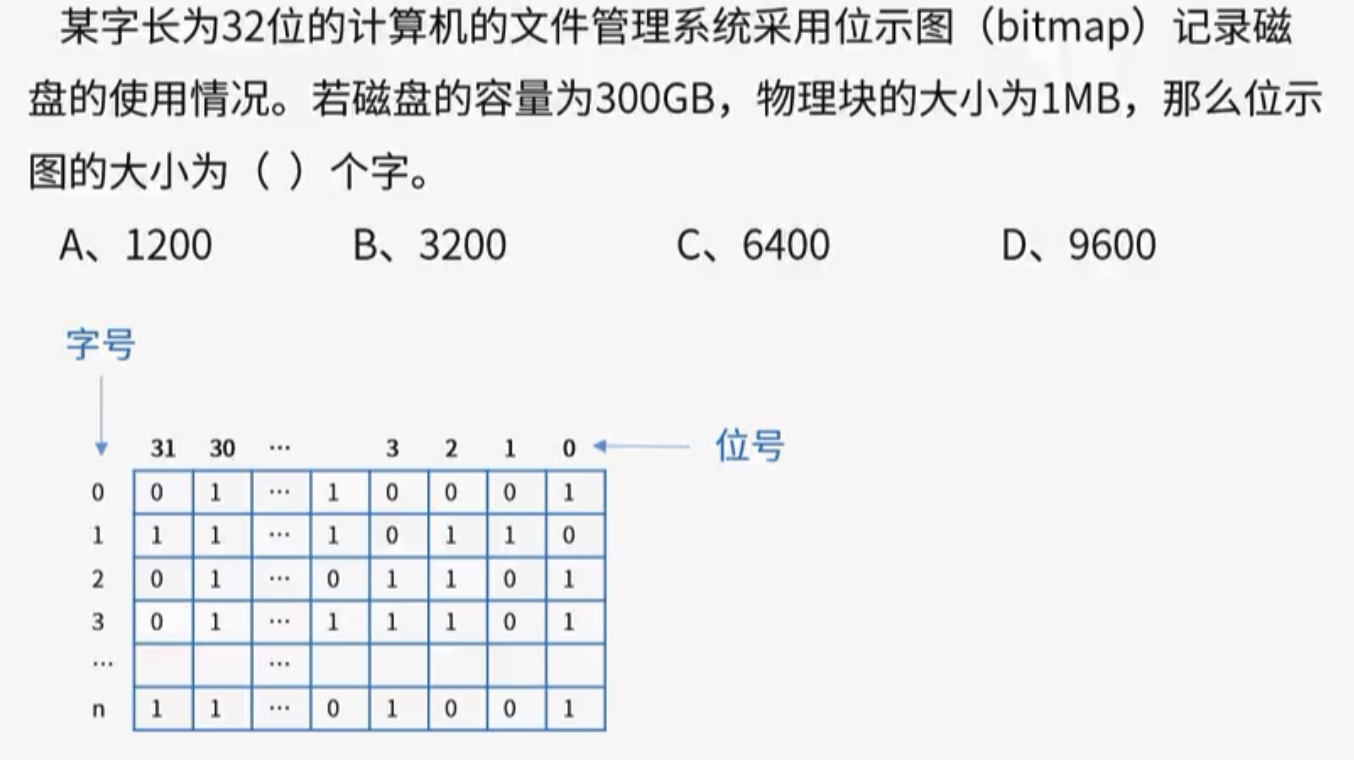 某字长为32位的计算机的文件管理系统采用位示图（bitmap）记录磁
盘的使用情况。若磁盘的容量为300GB，物理块的大小为1MB，那么位示
图的大小为（ ）个字。
A、1200 B、3200 C、6400 D、9600
字号
31 30 … 3 2 1 0 位号
0 0 1 … 1 0 0 0 1
1 1 1 … 1 0 1 1 0
2 0 1 … 0 1 1 0 1
3 0 1 … 1 1 1 0 1
… …
n 1 1 … 0 1 0 0 1